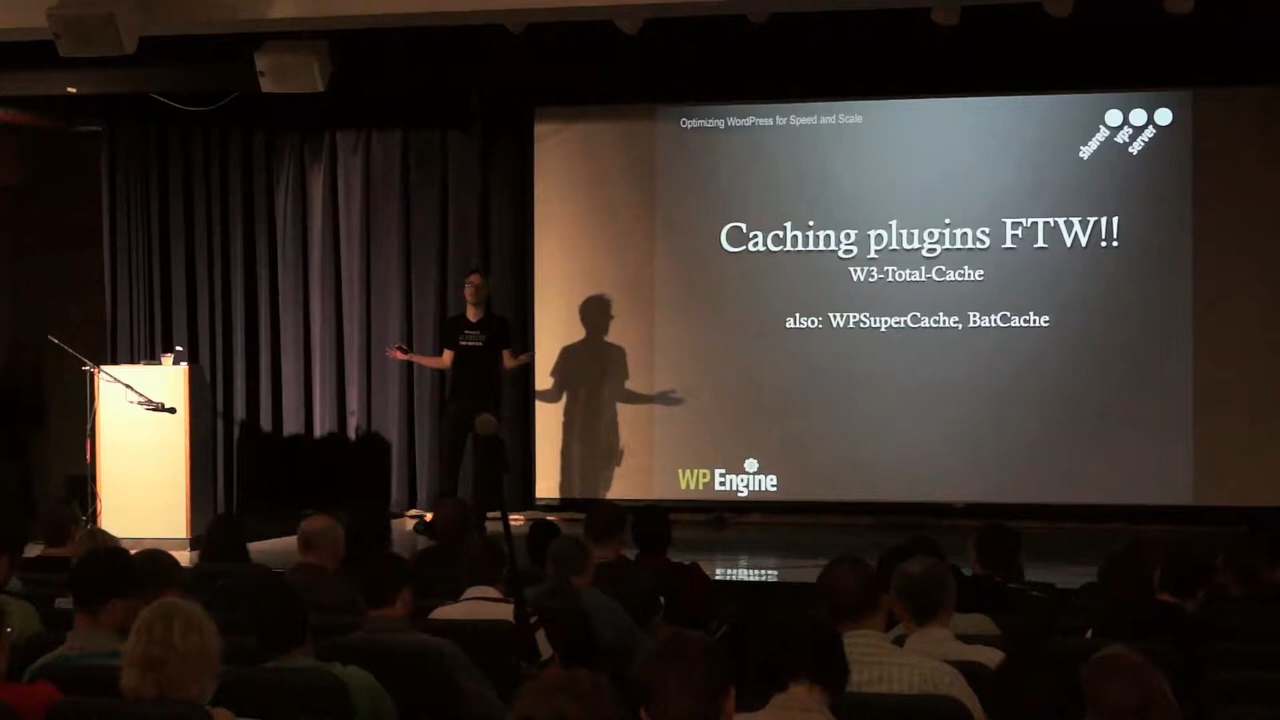 Optimizing WordPress for Speed and Scale
shared
vps
server
Caching plugins FTW!!
W3-Total-Cache
also: WPSuperCache, BatCache
WP Engine